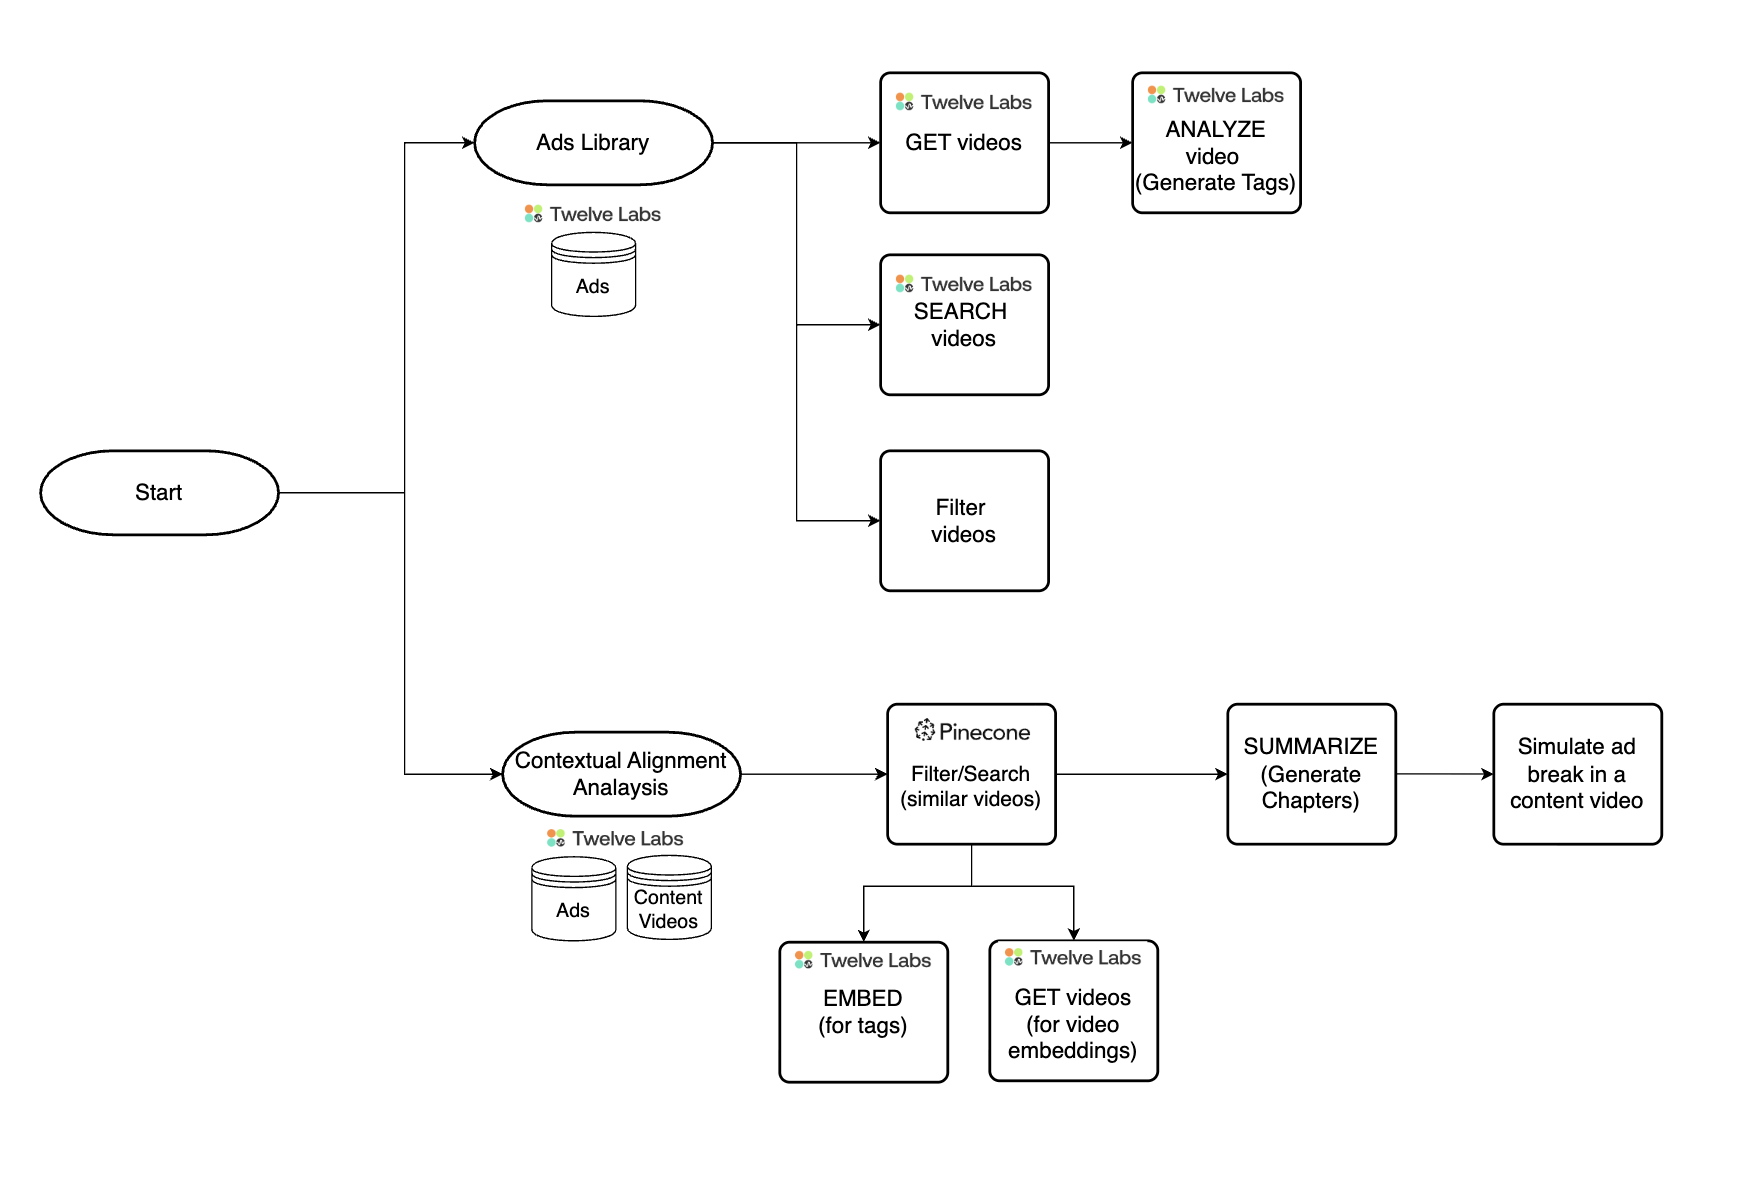 Twelve Labs
GET videos
Twelve Labs
ANALYZE
video
(Generate Tags)
Ads Library
Twelve Labs
Ads
Twelve Labs
SEARCH
videos
Start
Filter
videos
Contextual Alignment
Analaysis
Twelve Labs
Ads
Content
Videos
Pinecone
Filter/Search
(similar videos)
SUMMARIZE
(Generate
Chapters)
Simulate ad
break in a
content video
Twelve Labs
EMBED
(for tags)
Twelve Labs
GET videos
(for video
embeddings)